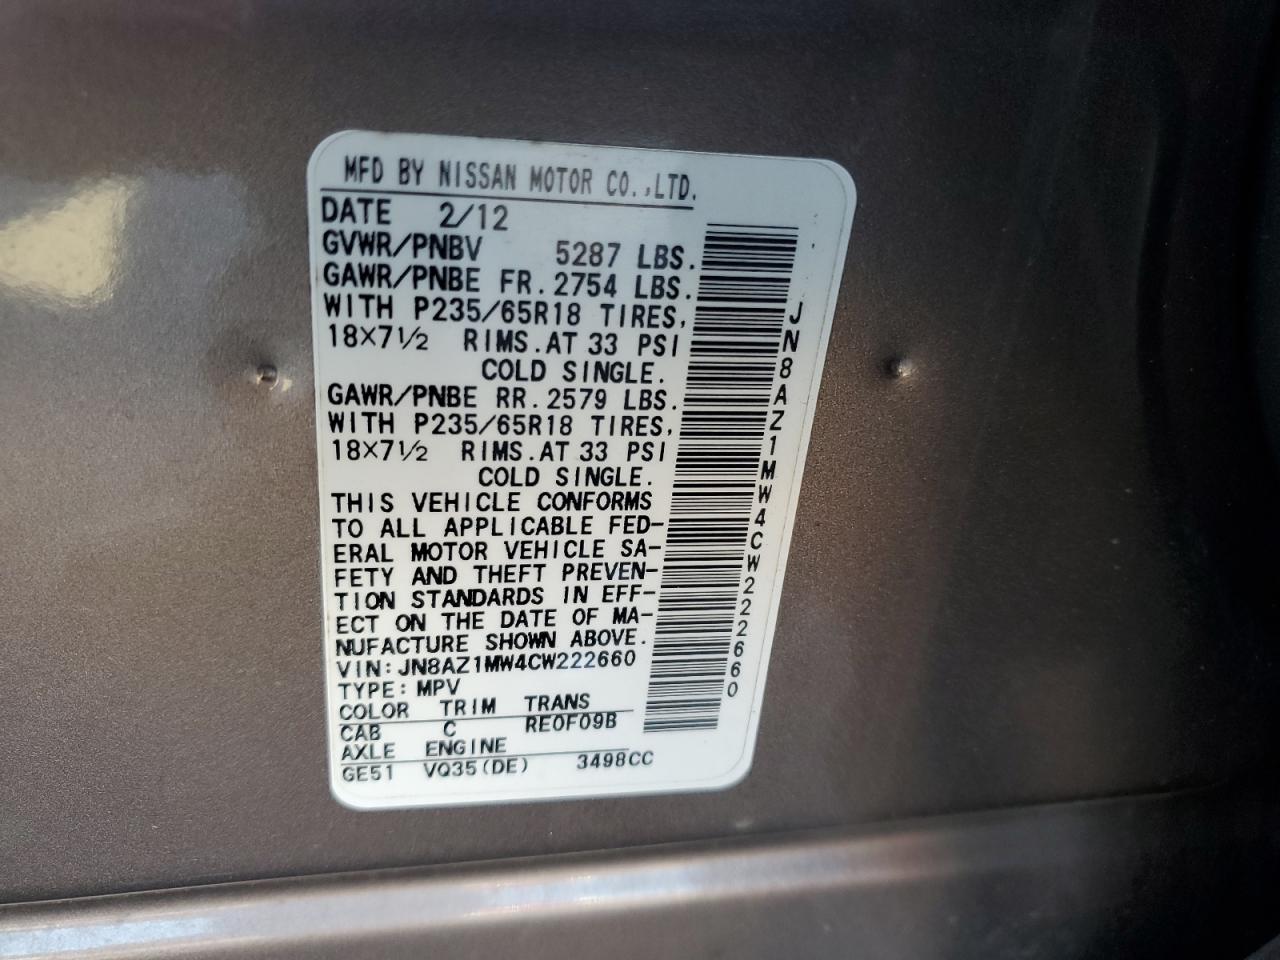 MFD BY NISSAN MOTOR CO.,LTD.
DATE 2/12
GVWR/PNBV 5287 LBS.
GAWR/PNBE FR.2754 LBS.
WITH P235/65R18 TIRES,
18×7½ RIMS.AT 33 PSI
COLD SINGLE.
GAWR/PNBE RR.2579 LBS.
WITH P235/65R18 TIRES,
18×7½ RIMS.AT 33 PSI
COLD SINGLE.
THIS VEHICLE CONFORMS
TO ALL APPLICABLE FED-
ERAL MOTOR VEHICLE SA-
FETY AND THEFT PREVEN-
TION STANDARDS IN EFF-
ECT ON THE DATE OF MA-
NUFACTURE SHOWN ABOVE.
VIN:JN8AZ1MW4CW222660
TYPE:MPV
COLOR TRIM TRANS
CAB C RE0F09B
AXLE ENGINE
GE51 VQ35(DE) 3498CC
JN8AZ1MW4CW222660